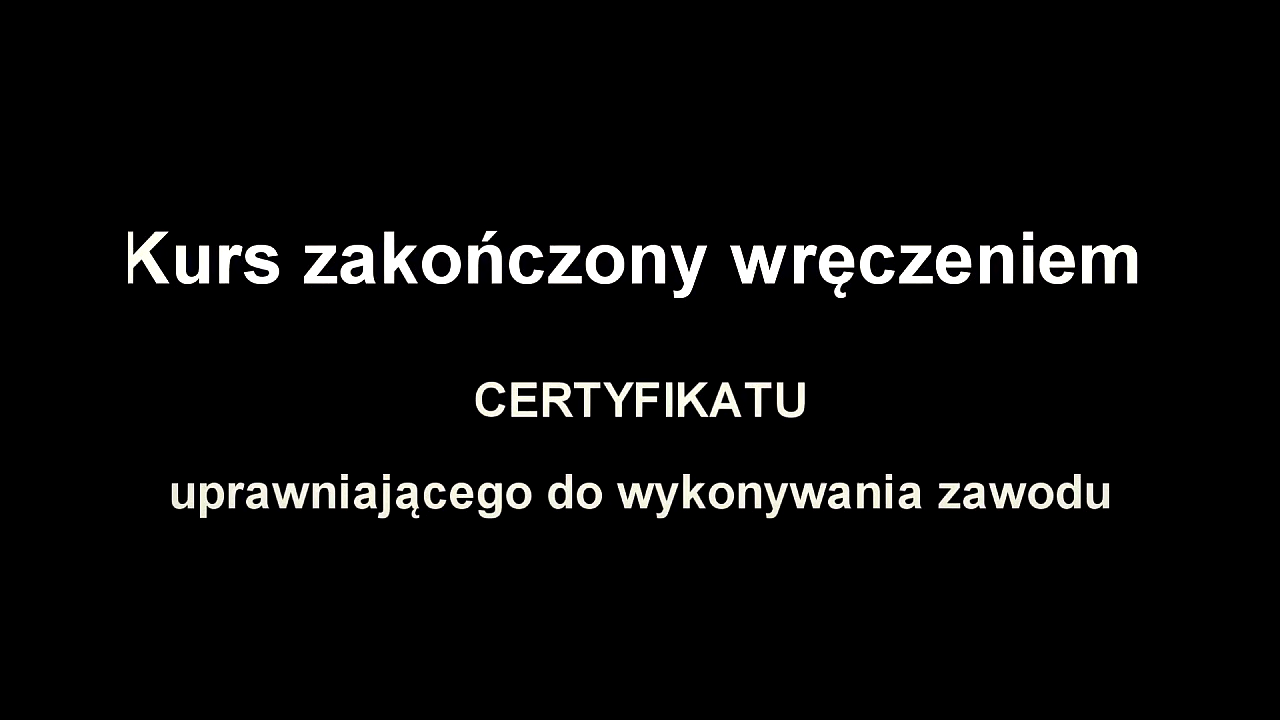 Kurs zakończony wręczeniem
CERTYFIKATU
uprawniającego do wykonywania zawodu